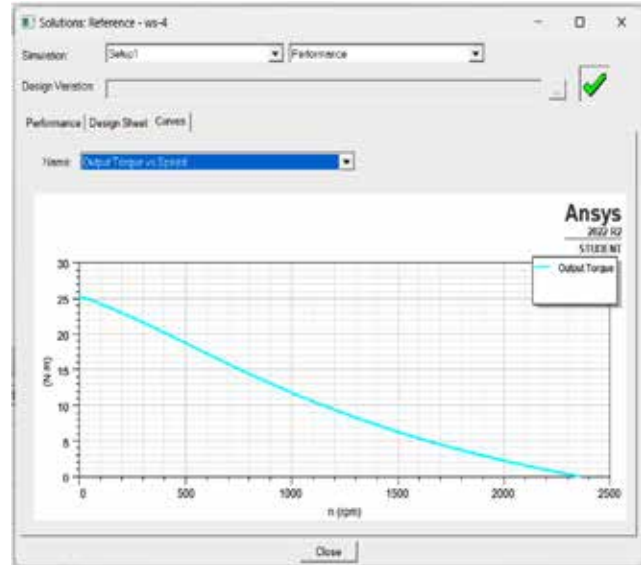 Solutions: Reference - ws-4
Simulation: Setup1 Performance
Design Variation: ...
Performance Design Sheet Curves
Name: Output Torque vs Speed
Ansys
2022 R2
STUDENT
Output Torque
30
25
20
15
10
5
0
(N·m)
0 500 1000 1500 2000 2500
n (rpm)
Close